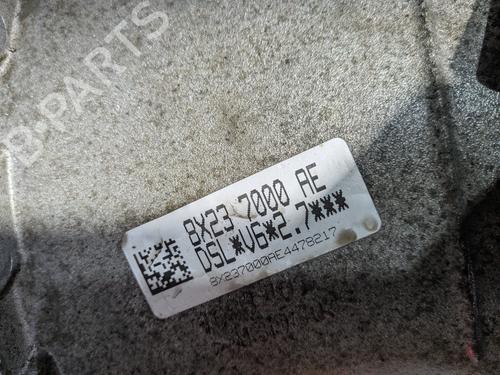 B-PARTS
8X23 7000 AE
DSL*V6*2.7***
8X237000AE4478217